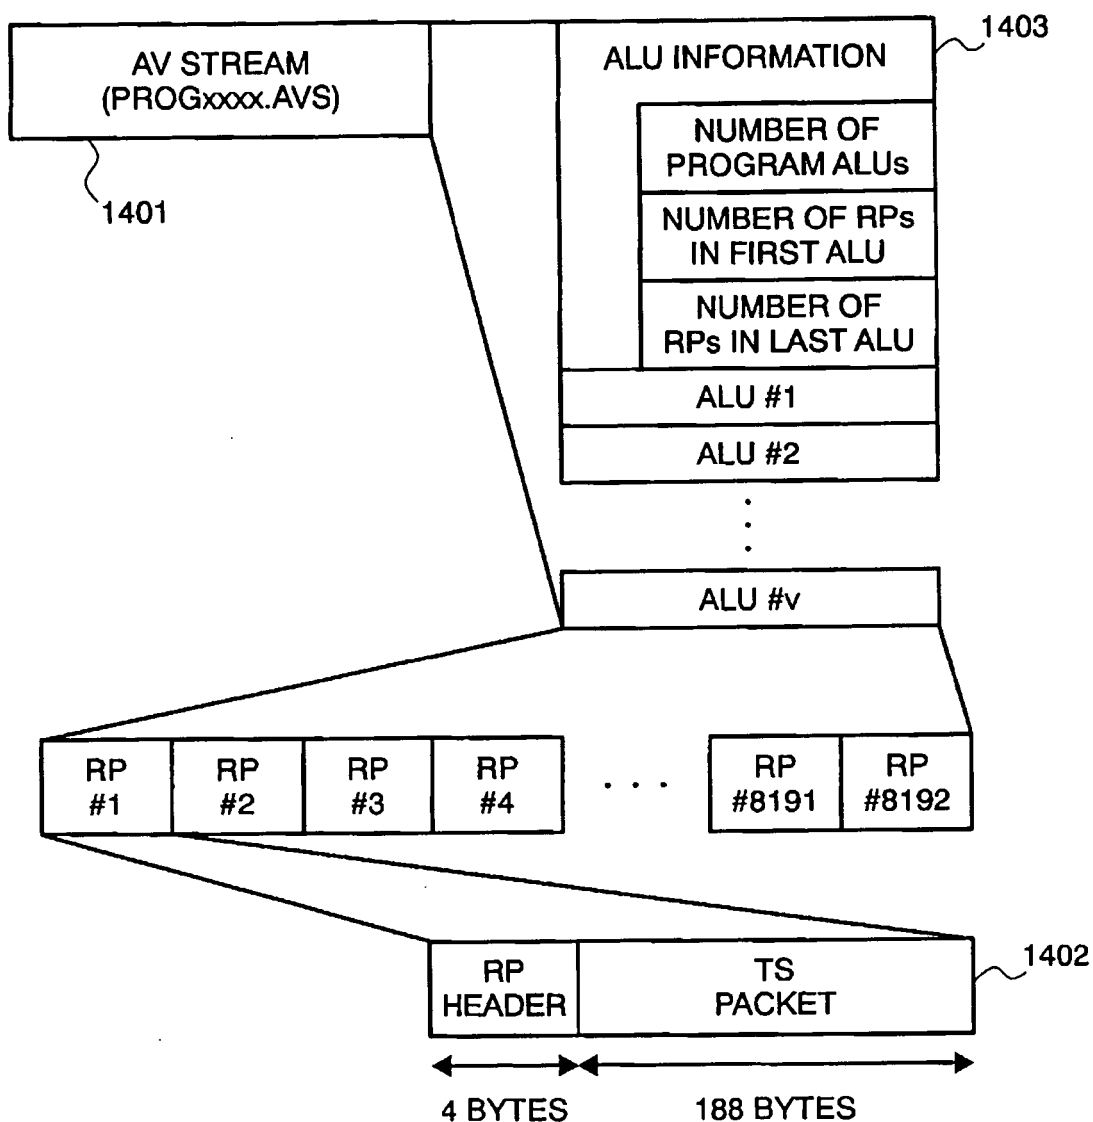 1403
AV STREAM
(PROGxxxx.AVS)
ALU INFORMATION
NUMBER OF
PROGRAM ALUs
1401
NUMBER OF RPs
IN FIRST ALU
NUMBER OF
RPs IN LAST ALU
ALU #1
ALU #2
ALU #v
RP
#1
RP
#2
RP
#3
RP
#4
RP
#8191
RP
#8192
RP
HEADER
TS
PACKET
1402
4 BYTES
188 BYTES